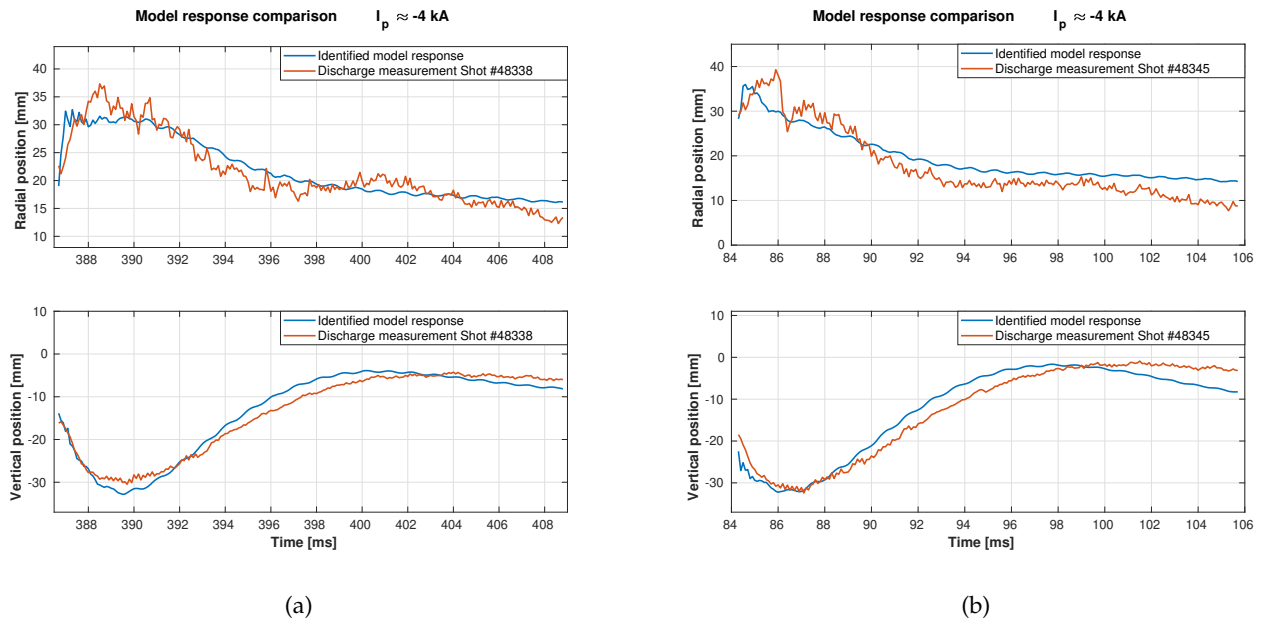 Model response comparison I_p ≈ -4 kA
Identified model response
Discharge measurement Shot #48338
Radial position [mm]
40
35
30
25
20
15
10
388 390 392 394 396 398 400 402 404 406 408
Identified model response
Discharge measurement Shot #48338
Vertical position [mm]
10
0
-10
-20
-30
388 390 392 394 396 398 400 402 404 406 408
Time [ms]
(a)
Model response comparison I_p ≈ -4 kA
Identified model response
Discharge measurement Shot #48345
Radial position [mm]
40
30
20
10
0
84 86 88 90 92 94 96 98 100 102 104 106
Identified model response
Discharge measurement Shot #48345
Vertical position [mm]
10
0
-10
-20
-30
84 86 88 90 92 94 96 98 100 102 104 106
Time [ms]
(b)